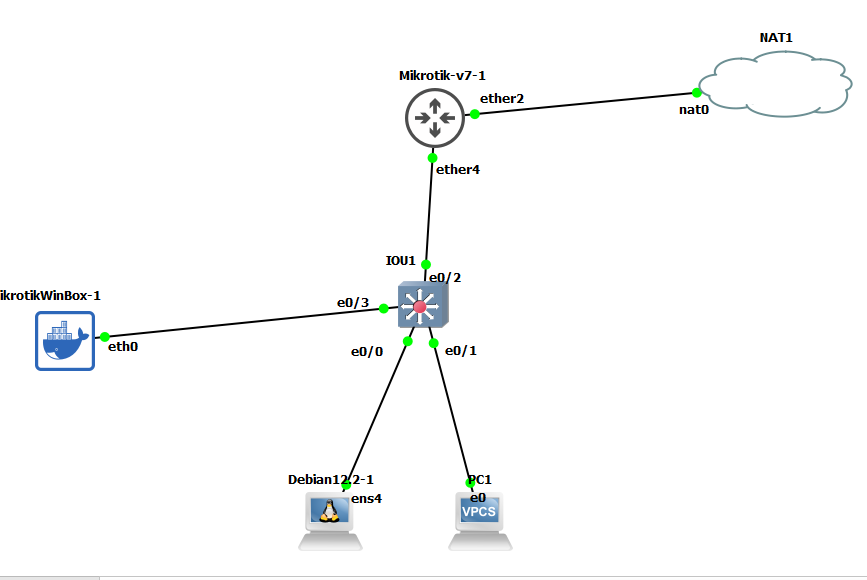 NAT1
Mikrotik-v7-1
ether2
nat0
ether4
IOU1
e0/2
ikrotikWinBox-1
e0/3
eth0
e0/0
e0/1
Debian12.2-1
PC1
ens4
e0
VPCS